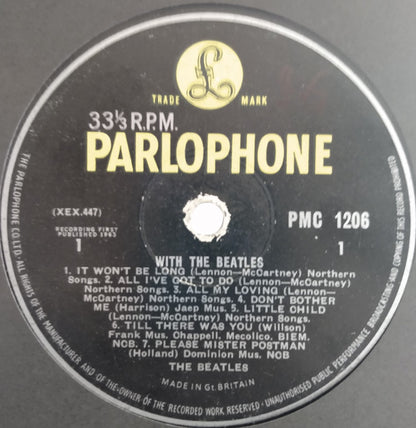 TRADE MARK
33⅓ R.P.M.
PARLOPHONE
(XEX.447)
PMC 1206
RECORDING FIRST
PUBLISHED 1963
1
1
WITH THE BEATLES
1. IT WON'T BE LONG (Lennon—McCartney) Northern
Songs. 2. ALL I'VE GOT TO DO (Lennon—McCartney)
Northern Songs. 3. ALL MY LOVING (Lennon—
McCartney) Northern Songs. 4. DON'T BOTHER
ME (Harrison) Jaep Mus. 5. LITTLE CHILD
(Lennon—McCartney) Northern Songs.
6. TILL THERE WAS YOU (Willson)
Frank Mus. Chappell. Mecolico. BIEM.
NCB. 7. PLEASE MISTER POSTMAN
(Holland) Dominion Mus. NCB
THE BEATLES
MADE IN Gt. BRITAIN
THE PARLOPHONE CO. LTD. ALL RIGHTS OF THE MANUFACTURER AND OF THE OWNER OF THE RECORDED WORK RESERVED · UNAUTHORISED PUBLIC PERFORMANCE BROADCASTING AND COPYING OF THIS RECORD PROHIBITED